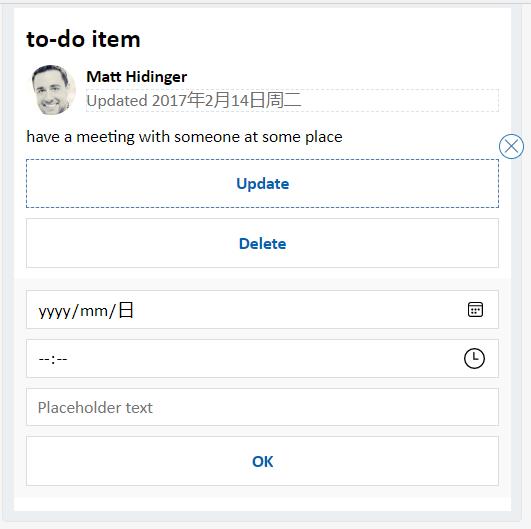 to-do item
Matt Hidinger
Updated 2017年2月14日周二
have a meeting with someone at some place
Update
Delete
yyyy/mm/日
--:--
Placeholder text
OK